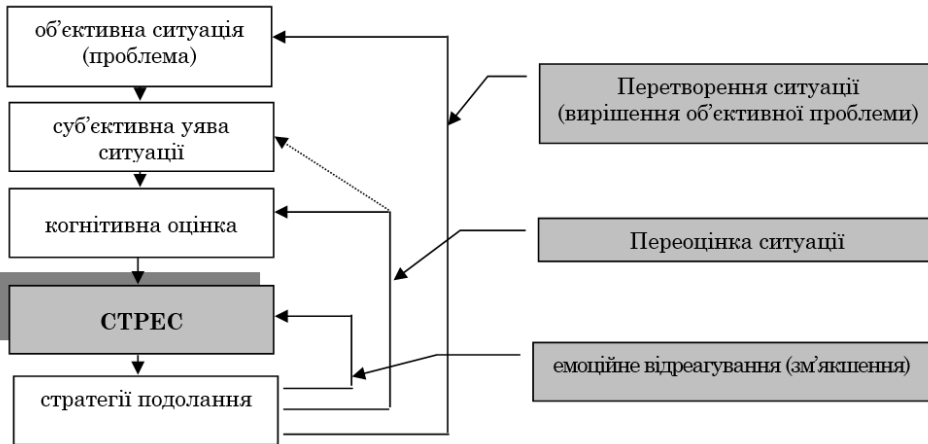 об’єктивна ситуація
(проблема)
суб’єктивна уява
ситуації
когнітивна оцінка
СТРЕС
стратегії подолання
Перетворення ситуації
(вирішення об’єктивної проблеми)
Переоцінка ситуації
емоційне відреагування (зм’якшення)